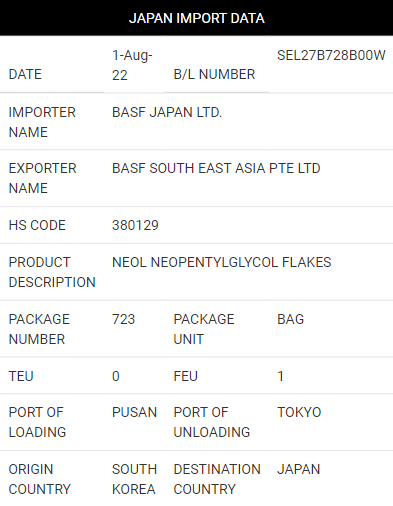 JAPAN IMPORT DATA
DATE 1-Aug-22 B/L NUMBER SEL27B728B00W
IMPORTER NAME BASF JAPAN LTD.
EXPORTER NAME BASF SOUTH EAST ASIA PTE LTD
HS CODE 380129
PRODUCT DESCRIPTION NEOL NEOPENTYLGLYCOL FLAKES
PACKAGE NUMBER 723 PACKAGE UNIT BAG
TEU 0 FEU 1
PORT OF LOADING PUSAN PORT OF UNLOADING TOKYO
ORIGIN COUNTRY SOUTH KOREA DESTINATION COUNTRY JAPAN